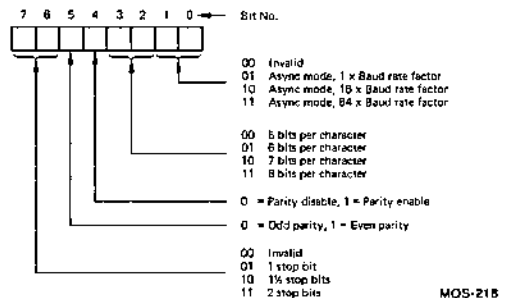 7 6 5 4 3 2 1 0 Bit No.
00 Invalid
01 Async mode, 1 x Baud rate factor
10 Async mode, 16 x Baud rate factor
11 Async mode, 64 x Baud rate factor
00 5 bits per character
01 6 bits per character
10 7 bits per character
11 8 bits per character
0 = Parity disable, 1 = Parity enable
0 = Odd parity, 1 = Even parity
00 Invalid
01 1 stop bit
10 1½ stop bits
11 2 stop bits
MOS-216